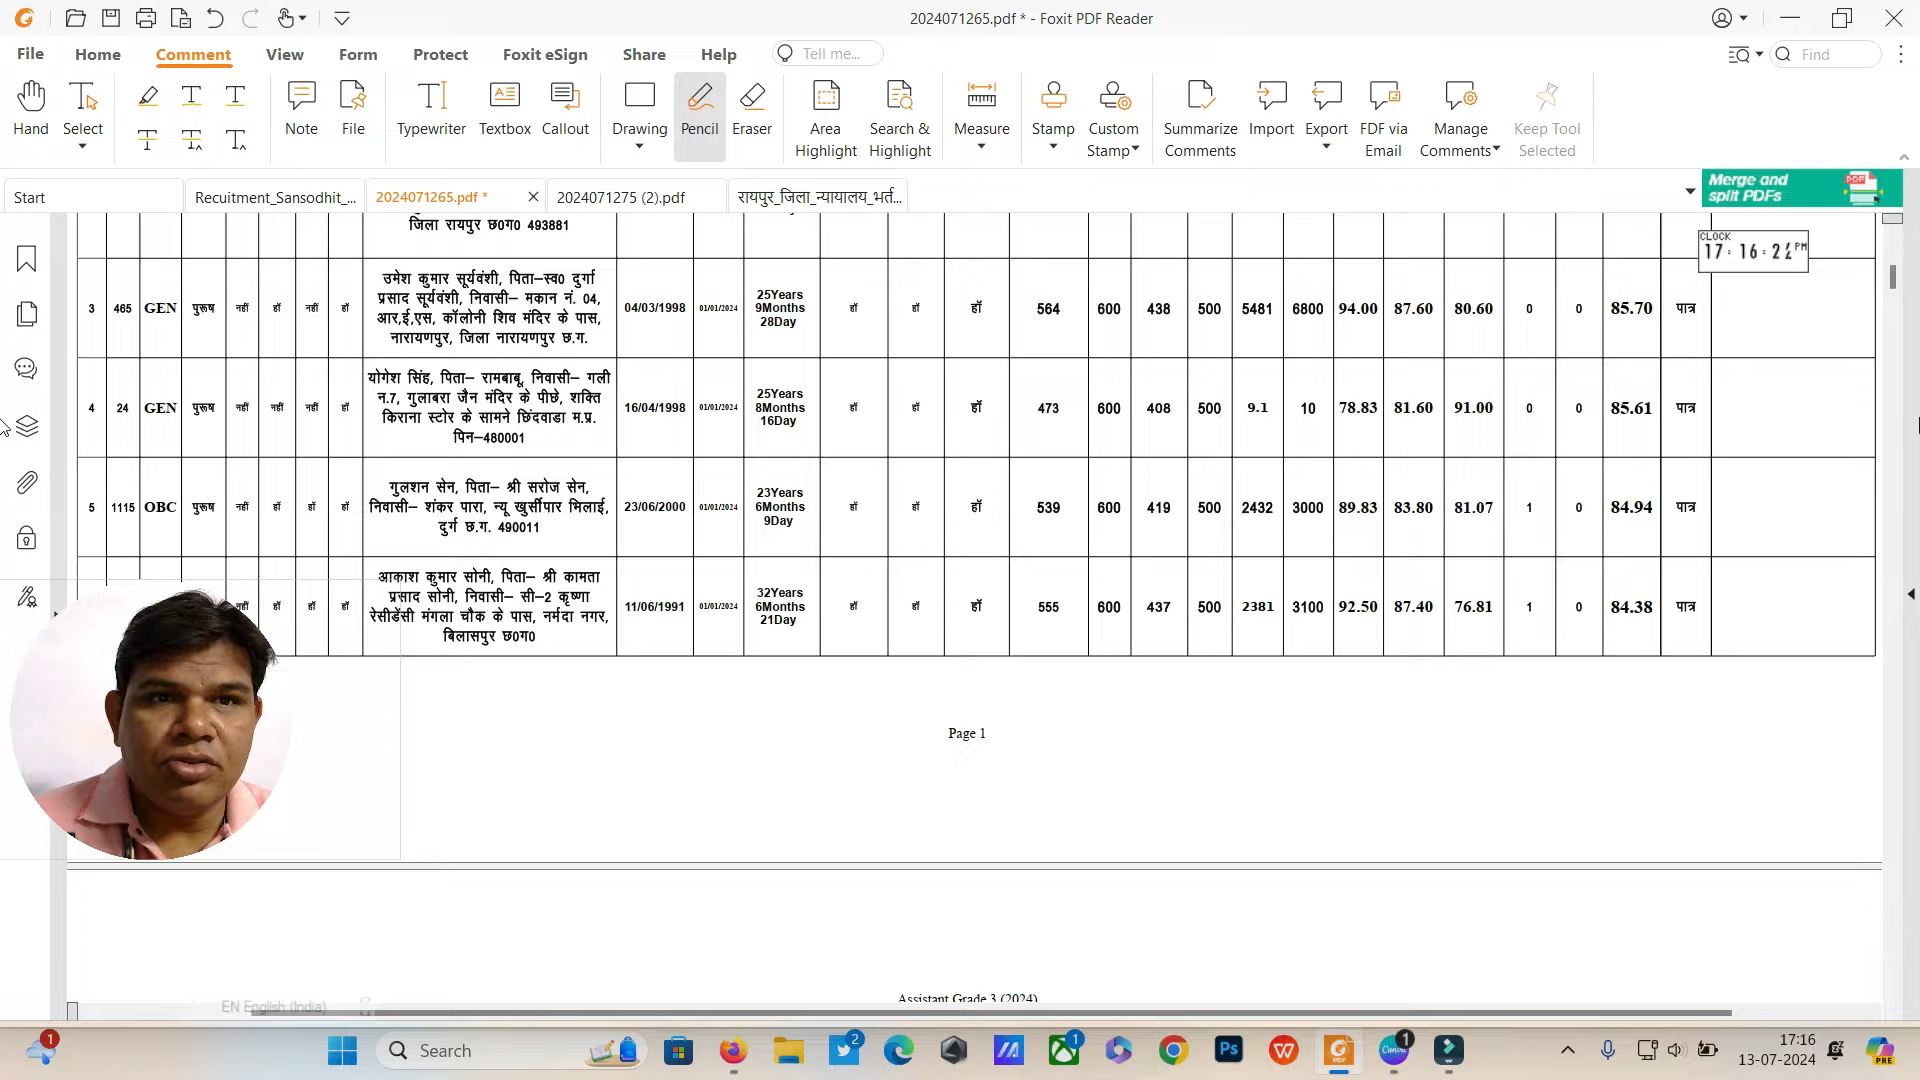 2024071265.pdf * - Foxit PDF Reader
File Home Comment View Form Protect Foxit eSign Share Help Tell me... Find
Hand Select Note File Typewriter Textbox Callout Drawing Pencil Eraser Area Highlight Search & Highlight Measure Stamp Custom Stamp Summarize Comments Import Export FDF via Email Manage Comments Keep Tool Selected
Start Recuitment_Sansodhit_... 2024071265.pdf * 2024071275 (2).pdf रायपुर_जिला_न्यायालय_भर्त... Merge and
split PDFs
CLOCK
जिला रायपुर छ0ग0 493881
3 465 GEN पुरूष नहीं हॉ नहीं हॉ
उमेश कुमार सूर्यवंशी, पिता–स्व0 दुर्गा
प्रसाद सूर्यवंशी, निवासी– मकान नं. 04,
आर,ई,एस, कॉलोनी शिव मंदिर के पास,
नारायणपुर, जिला नारायणपुर छ.ग.
04/03/1998 01/01/2024
25Years
9Months
28Day
हॉ हॉ हॉ 564 600 438 500 5481 6800 94.00 87.60 80.60 0 0 85.70 पात्र
4 24 GEN पुरूष नहीं नहीं नहीं हॉ
योगेश सिंह, पिता– रामबाबू, निवासी– गली
न.7, गुलाबरा जैन मंदिर के पीछे, शक्ति
किराना स्टोर के सामने छिंदवाडा म.प्र.
पिन–480001
16/04/1998 01/01/2024
25Years
8Months
16Day
हॉ हॉ हॉ 473 600 408 500 9.1 10 78.83 81.60 91.00 0 0 85.61 पात्र
5 1115 OBC पुरूष नहीं हॉ हॉ हॉ
गुलशन सेन, पिता– श्री सरोज सेन,
निवासी– शंकर पारा, न्यू खुर्सीपार भिलाई,
दुर्ग छ.ग. 490011
23/06/2000 01/01/2024
23Years
6Months
9Day
हॉ हॉ हॉ 539 600 419 500 2432 3000 89.83 83.80 81.07 1 0 84.94 पात्र
नहीं हॉ हॉ हॉ
आकाश कुमार सोनी, पिता– श्री कामता
प्रसाद सोनी, निवासी– सी–2 कृष्णा
रेसीडेंसी मंगला चौक के पास, नर्मदा नगर,
बिलासपुर छ0ग0
11/06/1991 01/01/2024
32Years
6Months
21Day
हॉ हॉ हॉ 555 600 437 500 2381 3100 92.50 87.40 76.81 1 0 84.38 पात्र
Page 1
Assistant Grade 3 (2024)
EN English (India)
1 Search 2 1 Ps Canva 1 17:16
13-07-2024 PRE